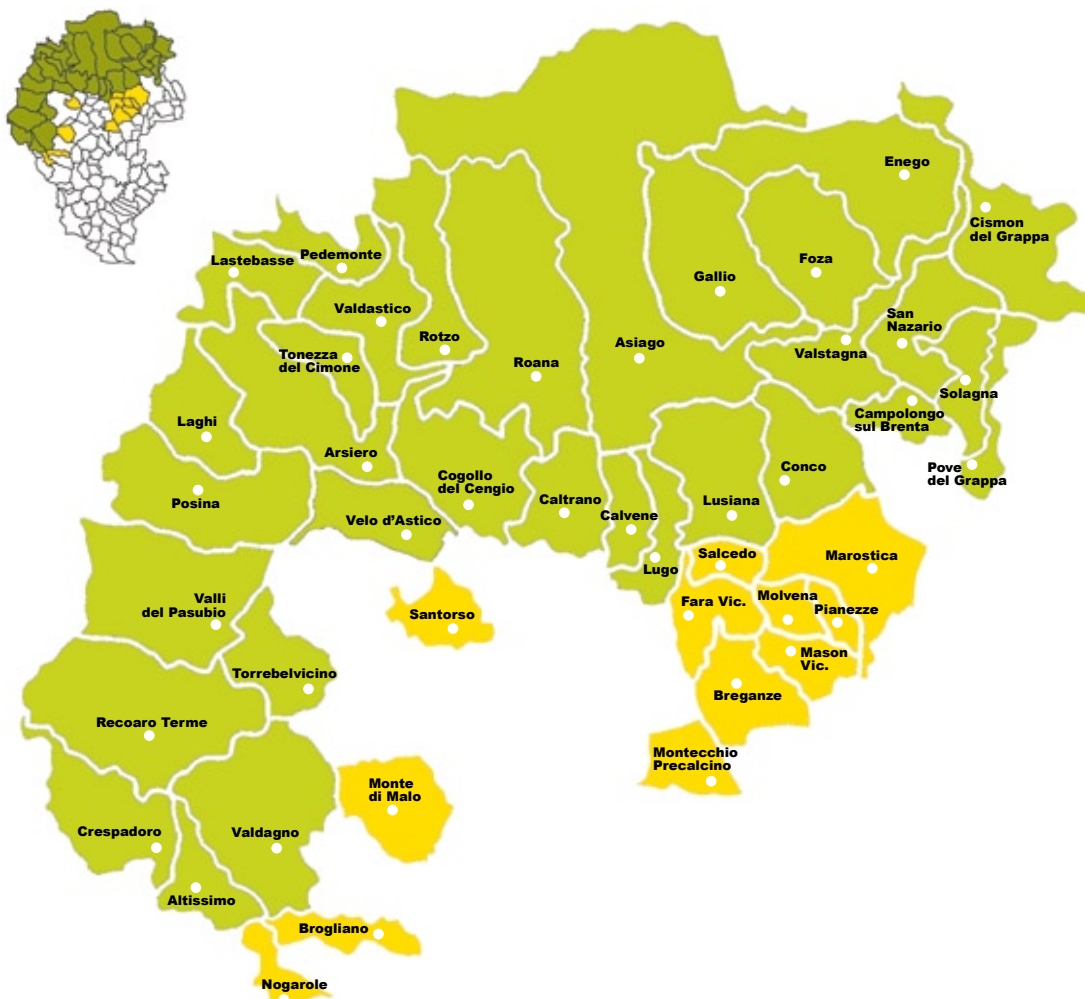 Enego
Cismon
del Grappa
Pedemonte
Lastebasse
Foza
Gallio
Valdastico
San
Nazario
Rotzo
Asiago
Valstagna
Tonezza
del Cimone
Roana
Solagna
Campolongo
sul Brenta
Laghi
Arsiero
Conco
Pove
del Grappa
Cogollo
del Cengio
Posina
Caltrano
Lusiana
Velo d'Astico
Calvene
Salcedo
Marostica
Lugo
Valli
del Pasubio
Molvena
Fara Vic.
Pianezze
Santorso
Mason
Vic.
Torrebelvicino
Breganze
Recoaro Terme
Montecchio
Precalcino
Monte
di Malo
Crespadoro
Valdagno
Altissimo
Brogliano
Nogarole